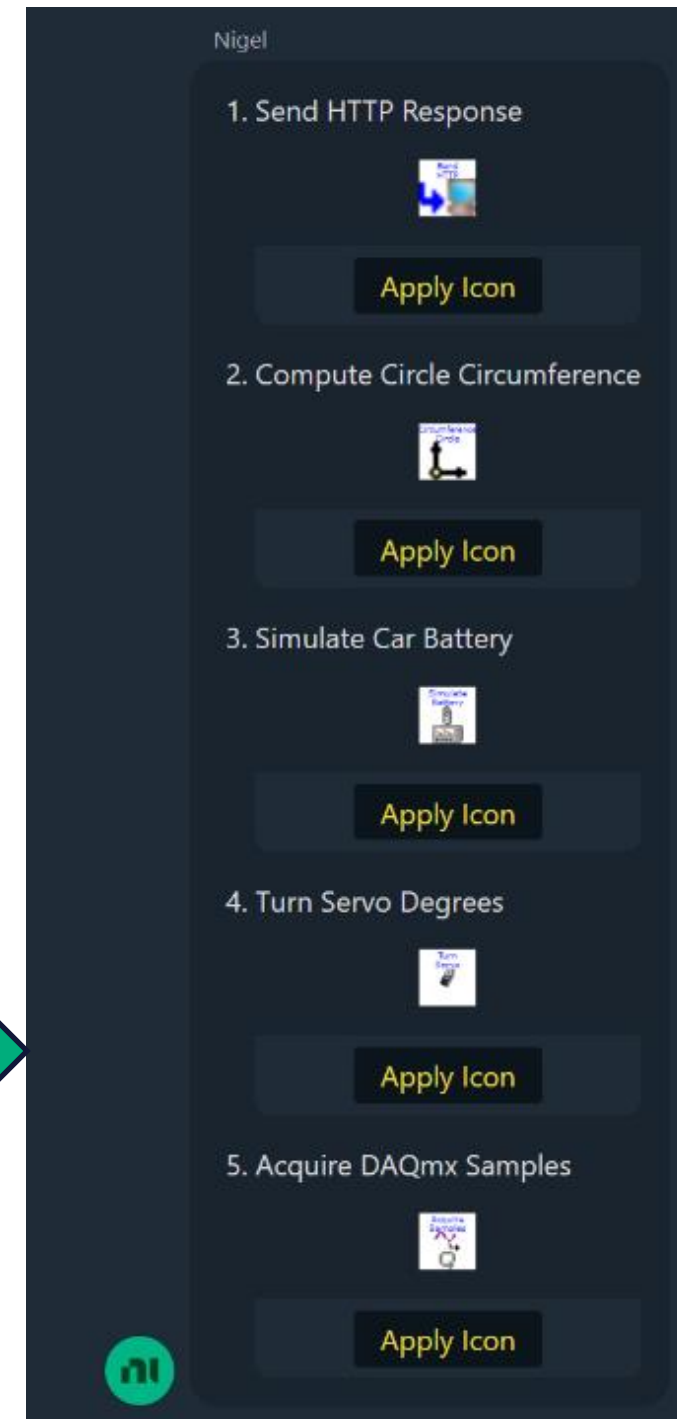 Nigel
1. Send HTTP Response
Send
HTTP
Apply Icon
2. Compute Circle Circumference
Circumference
Circle
Apply Icon
3. Simulate Car Battery
Simulate
Battery
Apply Icon
4. Turn Servo Degrees
Turn
Servo
Apply Icon
5. Acquire DAQmx Samples
Acquire
Samples
Apply Icon
ni